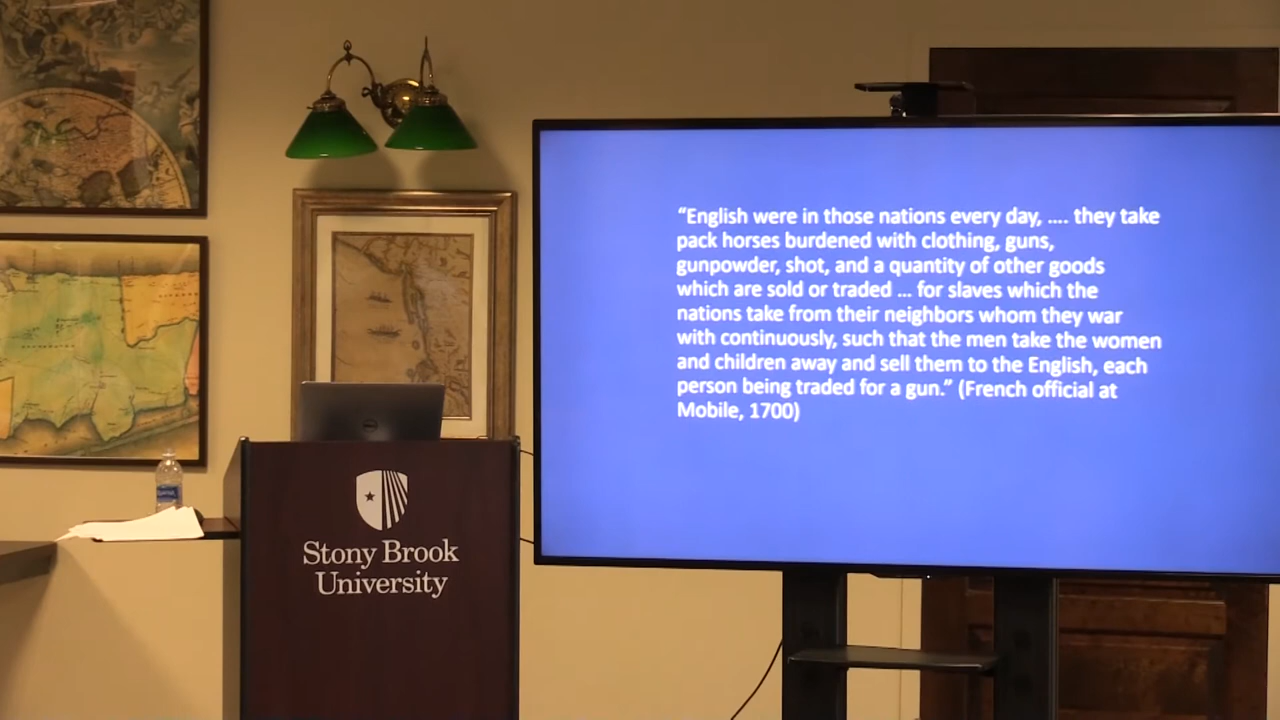 “English were in those nations every day, .... they take
pack horses burdened with clothing, guns,
gunpowder, shot, and a quantity of other goods
which are sold or traded ... for slaves which the
nations take from their neighbors whom they war
with continuously, such that the men take the women
and children away and sell them to the English, each
person being traded for a gun.” (French official at
Mobile, 1700)
DELL
Stony Brook
University